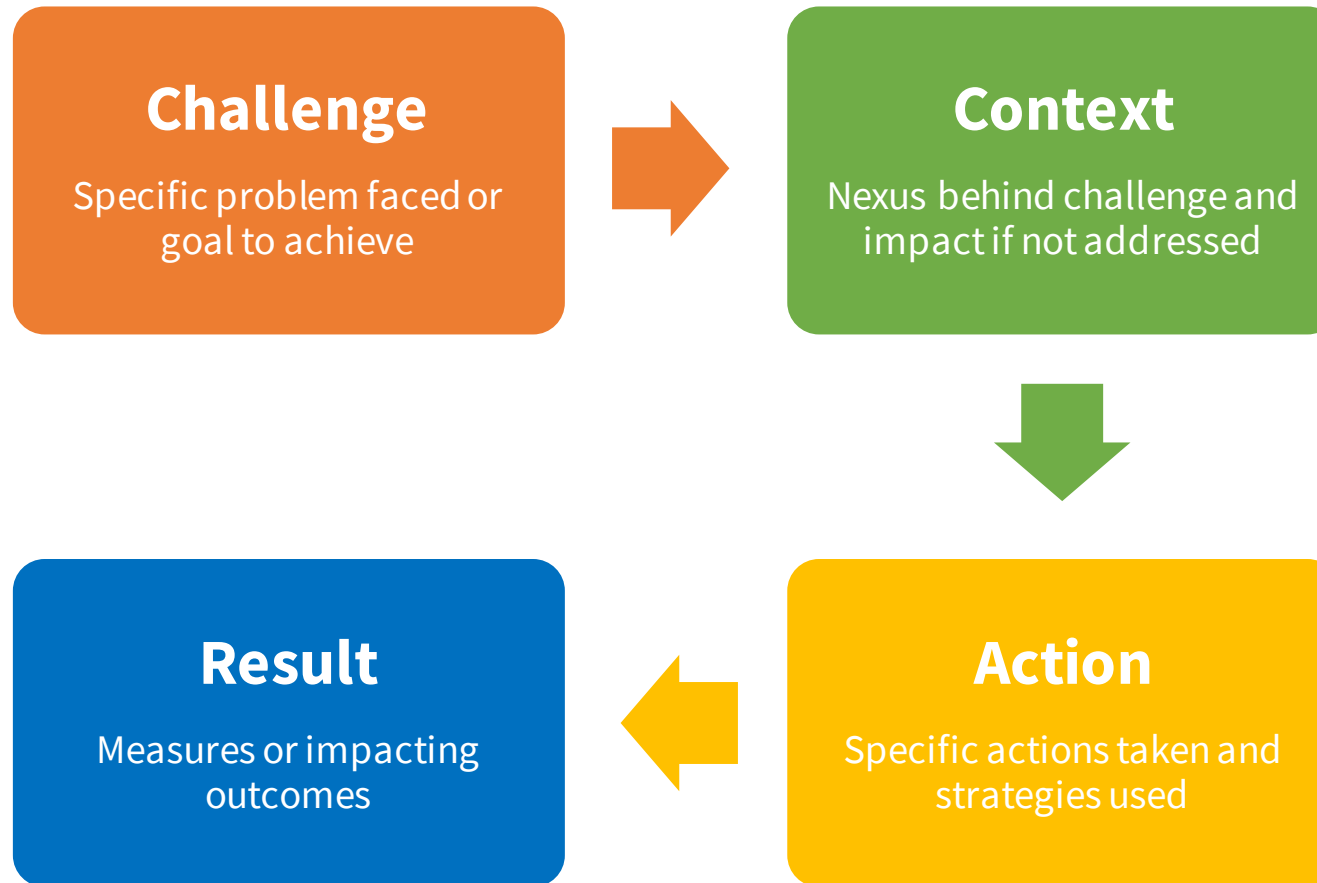 Challenge
Specific problem faced or
goal to achieve
Context
Nexus behind challenge and
impact if not addressed
Action
Specific actions taken and
strategies used
Result
Measures or impacting
outcomes